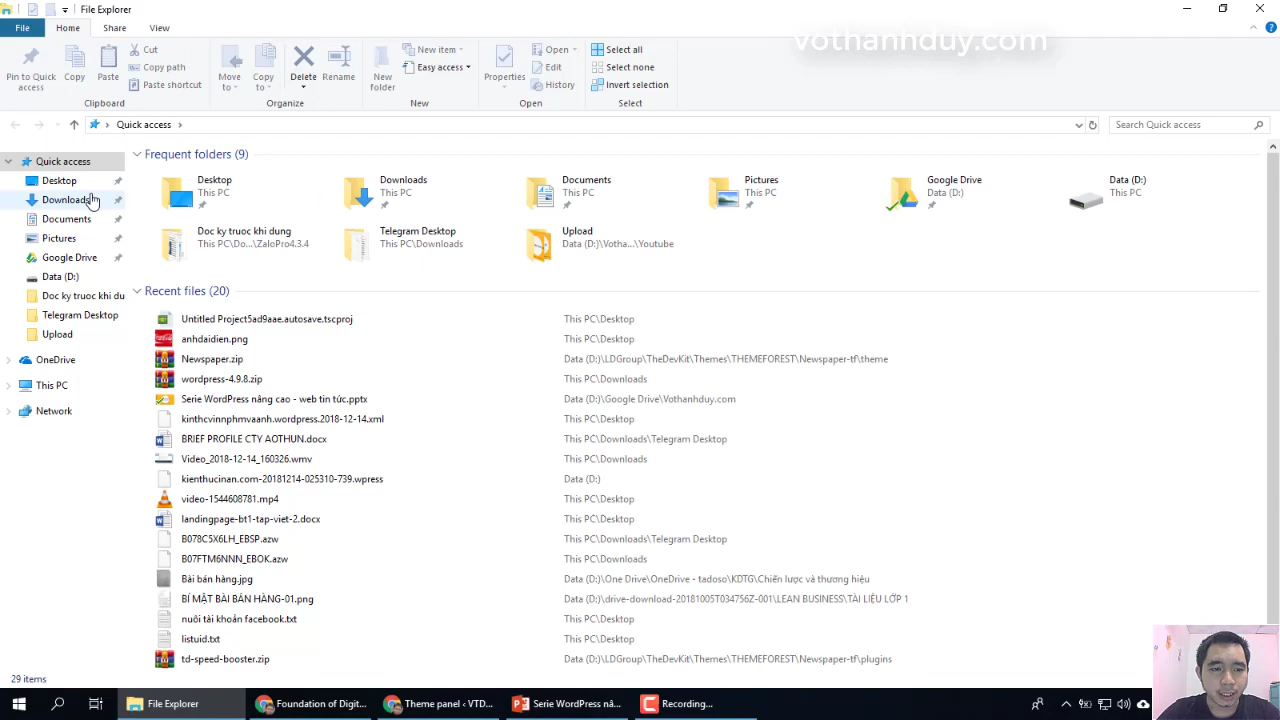 File Explorer
File
Home
Share
View
vothanhduy.com
Pin to Quick access
Copy
Paste
Cut
Copy path
Paste shortcut
Clipboard
Move to
Copy to
Delete
Rename
Organize
New folder
New item
Easy access
New
Properties
Open
Edit
History
Open
Select all
Select none
Invert selection
Select
Quick access
Search Quick access
Quick access
Desktop
Downloads
Documents
Pictures
Google Drive
Data (D:)
Doc ky truoc khi du
Telegram Desktop
Upload
OneDrive
This PC
Network
Frequent folders (9)
Desktop
This PC
Downloads
This PC
Documents
This PC
Pictures
This PC
Google Drive
Data (D:)
Data (D:)
This PC
Doc ky truoc khi dung
This PC\Do...\ZaloPro4.3.4
Telegram Desktop
This PC\Downloads
Upload
Data (D:)\Votha...\Youtube
Recent files (20)
Untitled Project5ad9aae.autosave.tscproj This PC\Desktop
anhdaidien.png This PC\Desktop
Newspaper.zip Data (D:)\LDGroup\TheDevKit\Themes\THEMEFOREST\Newspaper-tf\theme
wordpress-4.9.8.zip This PC\Downloads
Serie WordPress nâng cao - web tin tức.pptx Data (D:)\Google Drive\Vothanhduy.com
kinthcvinnphmvaanh.wordpress.2018-12-14.xml This PC\Desktop
BRIEF PROFILE CTY AOTHUN.docx This PC\Downloads\Telegram Desktop
Video_2018-12-14_160326.wmv This PC\Downloads
kienthucinan.com-20181214-025310-739.wpress Data (D:)
video-1544608781.mp4 This PC\Desktop
landingpage-bt1-tap-viet-2.docx This PC\Desktop
B078C5X6LH_EBSP.azw This PC\Downloads\Telegram Desktop
B07FTM6NNN_EBOK.azw This PC\Downloads
Bài bán hàng.jpg Data (D:)\One Drive\OneDrive - tadoso\KDTG\Chiến lược và thương hiệu
BÍ MẬT BÀI BÁN HÀNG-01.png Data (D:)\drive-download-20181005T034756Z-001\LEAN BUSINESS\TÀI LIỆU LỚP 1
nuôi tài khoản facebook.txt This PC\Desktop
listuid.txt This PC\Desktop
td-speed-booster.zip Data (D:)\LDGroup\TheDevKit\Themes\THEMEFOREST\Newspaper-tf\plugins
29 items
File Explorer
Foundation of Digit...
Theme panel ‹ VTD...
Serie WordPress nâ...
Recording...